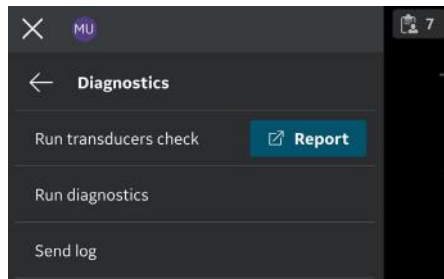 MU
7
Diagnostics
Run transducers check
Report
Run diagnostics
Send log